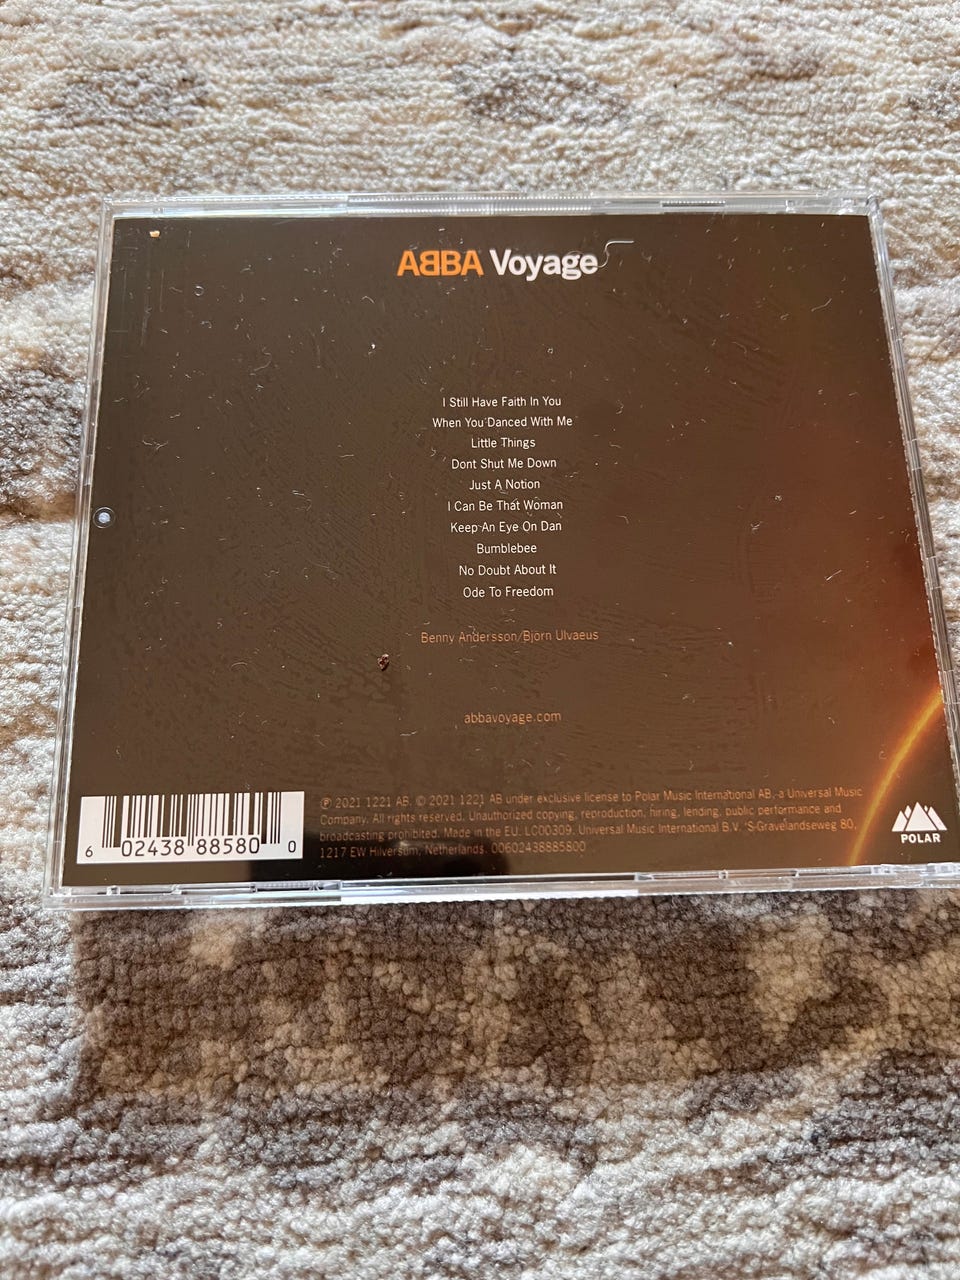 ABBA Voyage
I Still Have Faith In You
When You Danced With Me
Little Things
Dont Shut Me Down
Just A Notion
I Can Be That Woman
Keep An Eye On Dan
Bumblebee
No Doubt About It
Ode To Freedom
Benny Andersson/Björn Ulvaeus
abbavoyage.com
℗ 2021 1221 AB. © 2021 1221 AB under exclusive license to Polar Music International AB, a Universal Music
Company. All rights reserved. Unauthorized copying, reproduction, hiring, lending, public performance and
broadcasting prohibited. Made in the EU. LC00309. Universal Music International B.V. 'S-Gravelandseweg 80,
1217 EW Hilversum, Netherlands. 00602438885800
6 02438 88580 0
POLAR